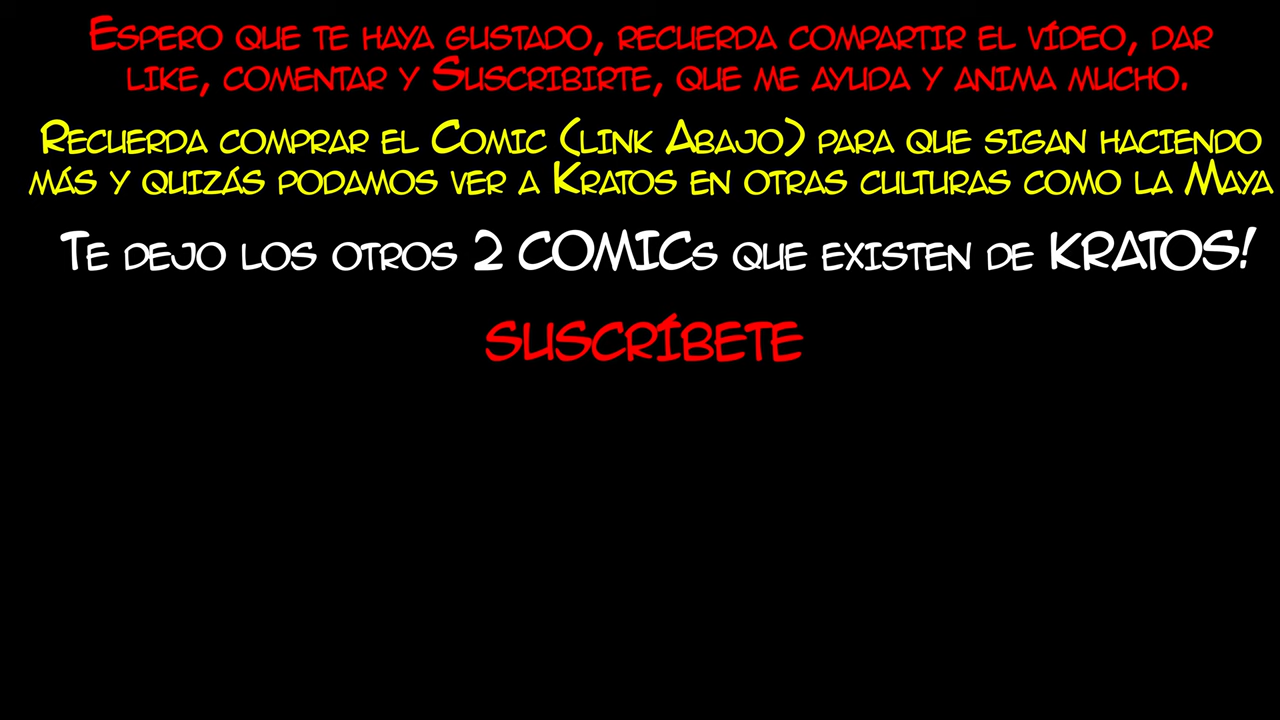 Espero que te haya gustado, recuerda compartir el vídeo, dar
like, comentar y Suscribirte, que me ayuda y anima mucho.
Recuerda comprar el Comic (link Abajo) para que sigan haciendo
más y quizás podamos ver a Kratos en otras culturas como la Maya
Te dejo los otros 2 COMICs que existen de KRATOS!
SUSCRÍBETE